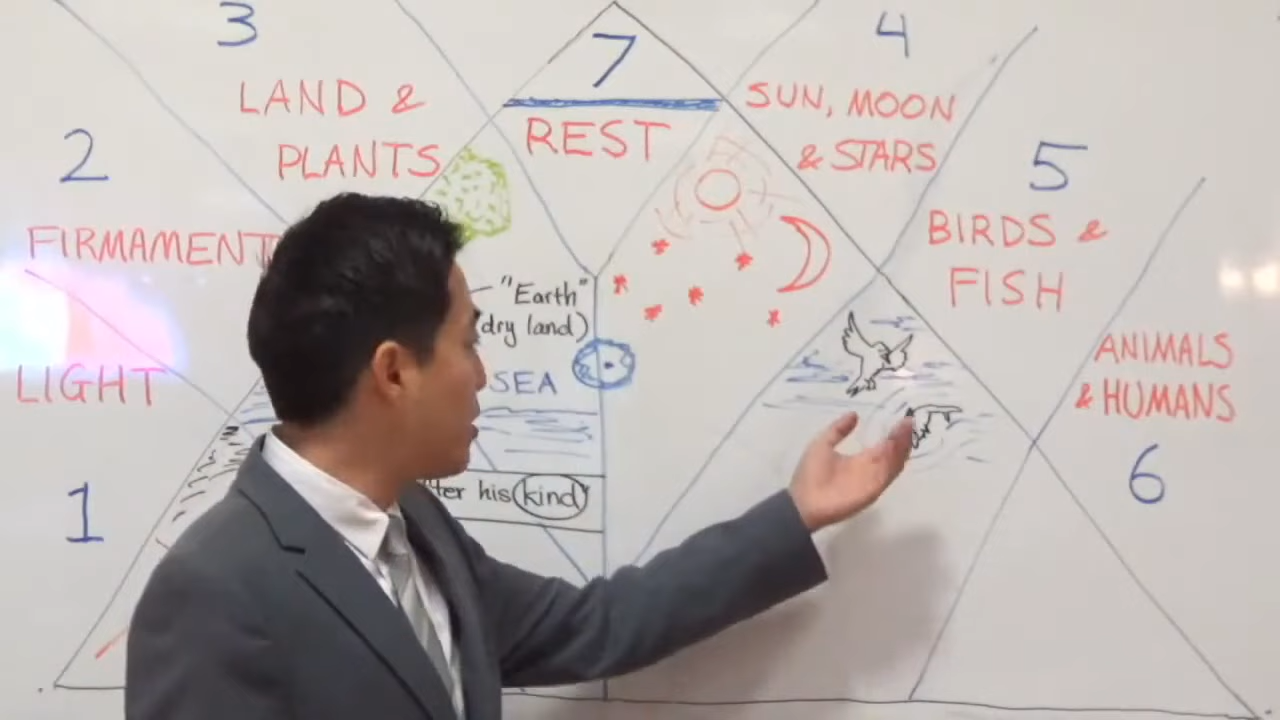 3
LAND &
PLANTS
2
FIRMAMENT
LIGHT
1
7
REST
"Earth"
(dry land)
SEA
his kind"
4
SUN, MOON
& STARS
5
BIRDS &
FISH
ANIMALS
& HUMANS
6